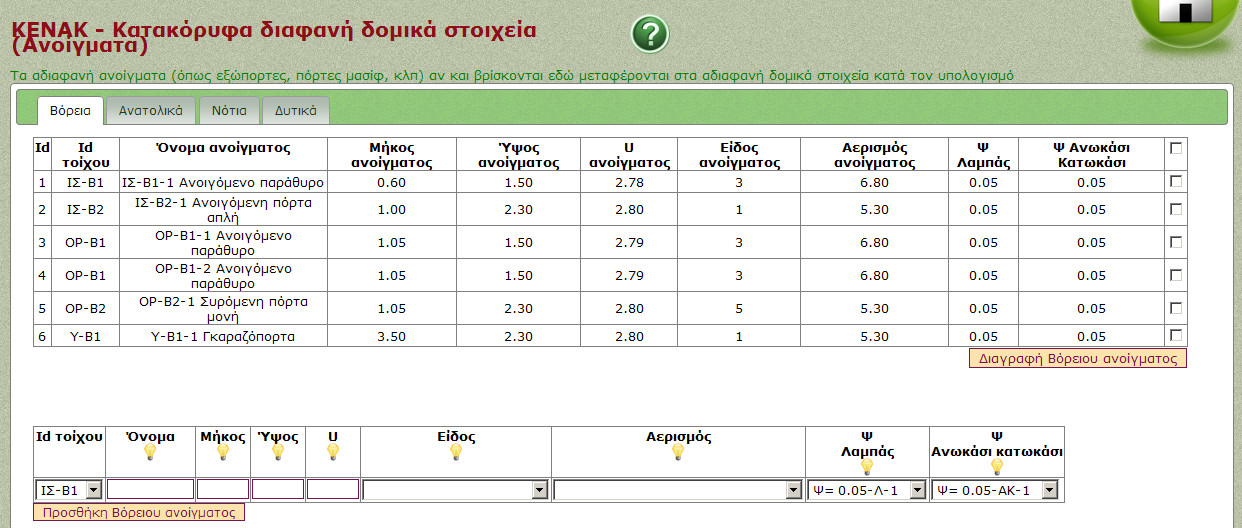 KENAK - Κατακόρυφα διαφανή δομικά στοιχεία
(Ανοίγματα)
?
Τα αδιαφανή ανοίγματα (όπως εξώπορτες, πόρτες μασίφ, κλπ) αν και βρίσκονται εδώ μεταφέρονται στα αδιαφανή δομικά στοιχεία κατά τον υπολογισμό
Βόρεια Ανατολικά Νότια Δυτικά
Id Id Όνομα ανοίγματος Μήκος Ύψος U Είδος Αερισμός Ψ Ψ Ανωκάσι
τοίχου ανοίγματος ανοίγματος ανοίγματος ανοίγματος ανοίγματος Λαμπάς Κατωκάσι
1 ΙΣ-Β1 ΙΣ-Β1-1 Ανοιγόμενο παράθυρο 0.60 1.50 2.78 3 6.80 0.05 0.05
2 ΙΣ-Β2 ΙΣ-Β2-1 Ανοιγόμενη πόρτα
απλή 1.00 2.30 2.80 1 5.30 0.05 0.05
3 ΟΡ-Β1 ΟΡ-Β1-1 Ανοιγόμενο
παράθυρο 1.05 1.50 2.79 3 6.80 0.05 0.05
4 ΟΡ-Β1 ΟΡ-Β1-2 Ανοιγόμενο
παράθυρο 1.05 1.50 2.79 3 6.80 0.05 0.05
5 ΟΡ-Β2 ΟΡ-Β2-1 Συρόμενη πόρτα
μονή 1.05 2.30 2.80 5 5.30 0.05 0.05
6 Υ-Β1 Υ-Β1-1 Γκαραζόπορτα 3.50 2.30 2.80 1 5.30 0.05 0.05
Διαγραφή Βόρειου ανοίγματος
Id τοίχου Όνομα Μήκος Ύψος U Είδος Αερισμός Ψ Ψ
Λαμπάς Ανωκάσι κατωκάσι
ΙΣ-Β1 Ψ= 0.05-Λ-1 Ψ= 0.05-ΑΚ-1
Προσθήκη Βόρειου ανοίγματος